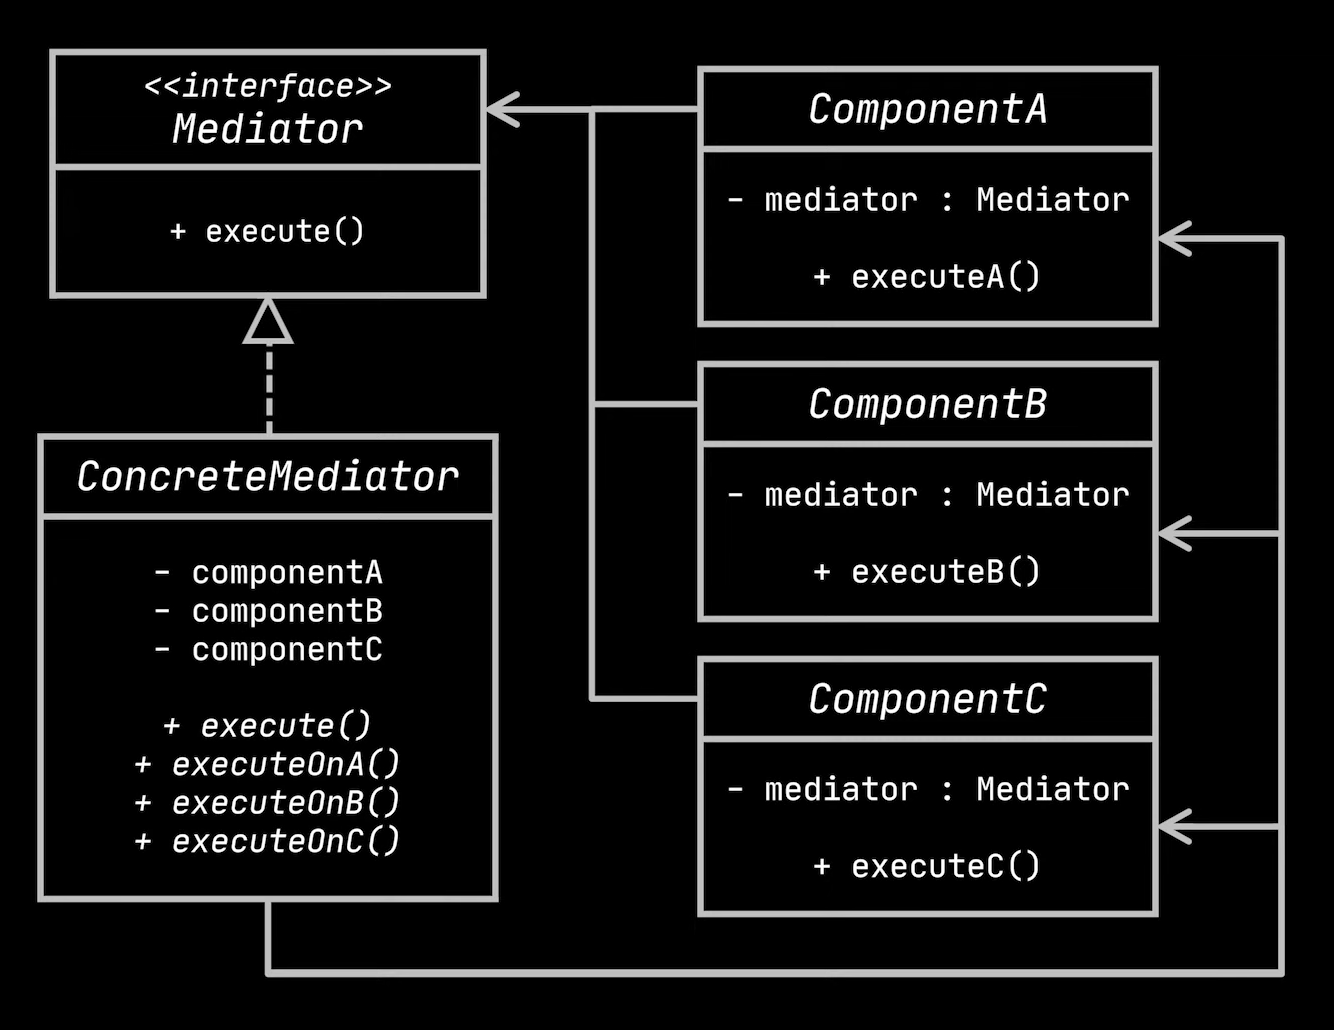 <<interface>>
Mediator
+ execute()
ConcreteMediator
- componentA
- componentB
- componentC
+ execute()
+ executeOnA()
+ executeOnB()
+ executeOnC()
ComponentA
- mediator : Mediator
+ executeA()
ComponentB
- mediator : Mediator
+ executeB()
ComponentC
- mediator : Mediator
+ executeC()